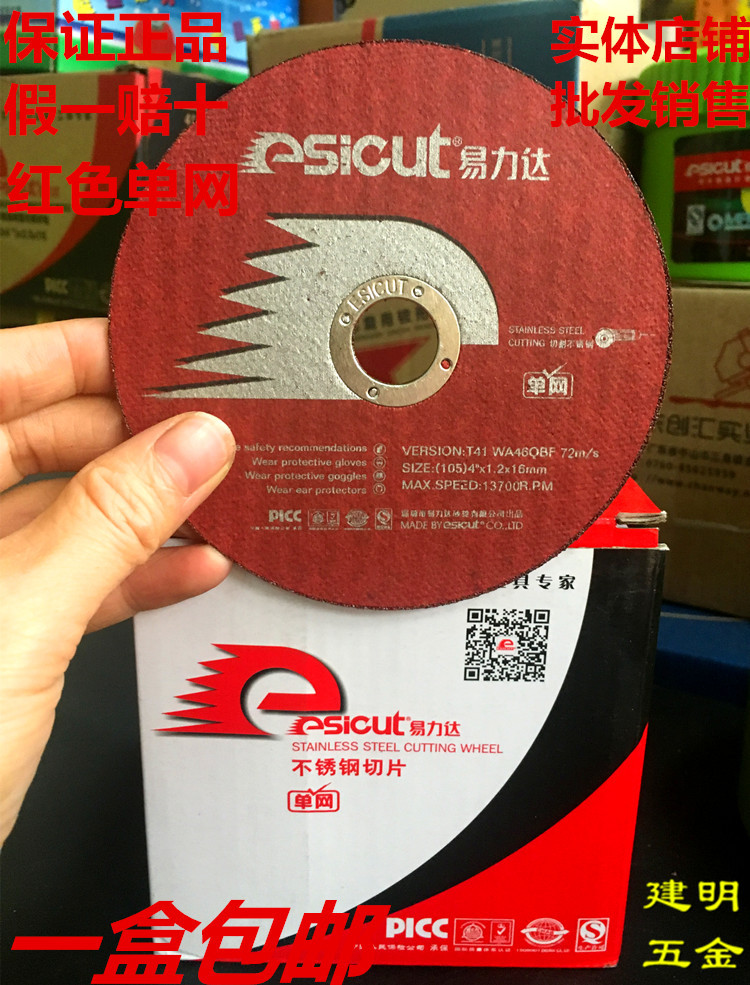 保证正品
假一赔十
红色单网
实体店铺
批发销售
esicut® 易力达
ESICUT
STAINLESS STEEL
CUTTING 切割不锈钢
单网
safety recommendations
Wear protective gloves
Wear protective goggles
Wear ear protectors
VERSION:T41 WA46QBF 72m/s
SIZE:(105)4"x1.2x16mm
MAX.SPEED:13700R.P.M
PICC
MADE BY esicut® CO.,LTD
具专家
esicut® 易力达
STAINLESS STEEL CUTTING WHEEL
不锈钢切片
单网
PICC
一盒包邮
建明
五金